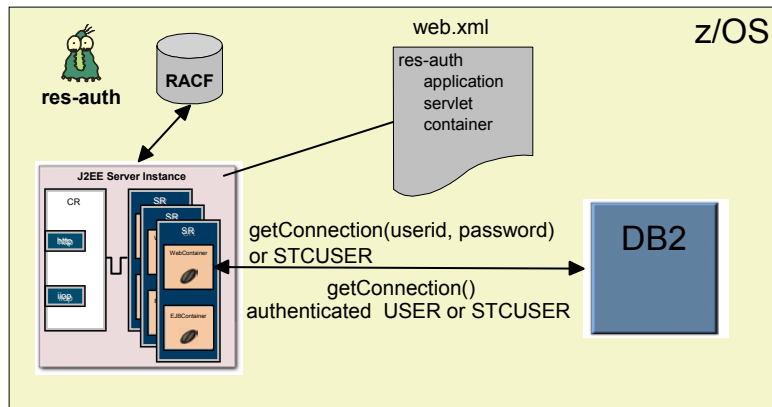 web.xml
z/OS
res-auth
RACF
res-auth
application
servlet
container
J2EE Server Instance
CR
SR
SR
SR
http
iiop
WebContainer
EJBContainer
getConnection(userid, password)
or STCUSER
getConnection()
authenticated USER or STCUSER
DB2